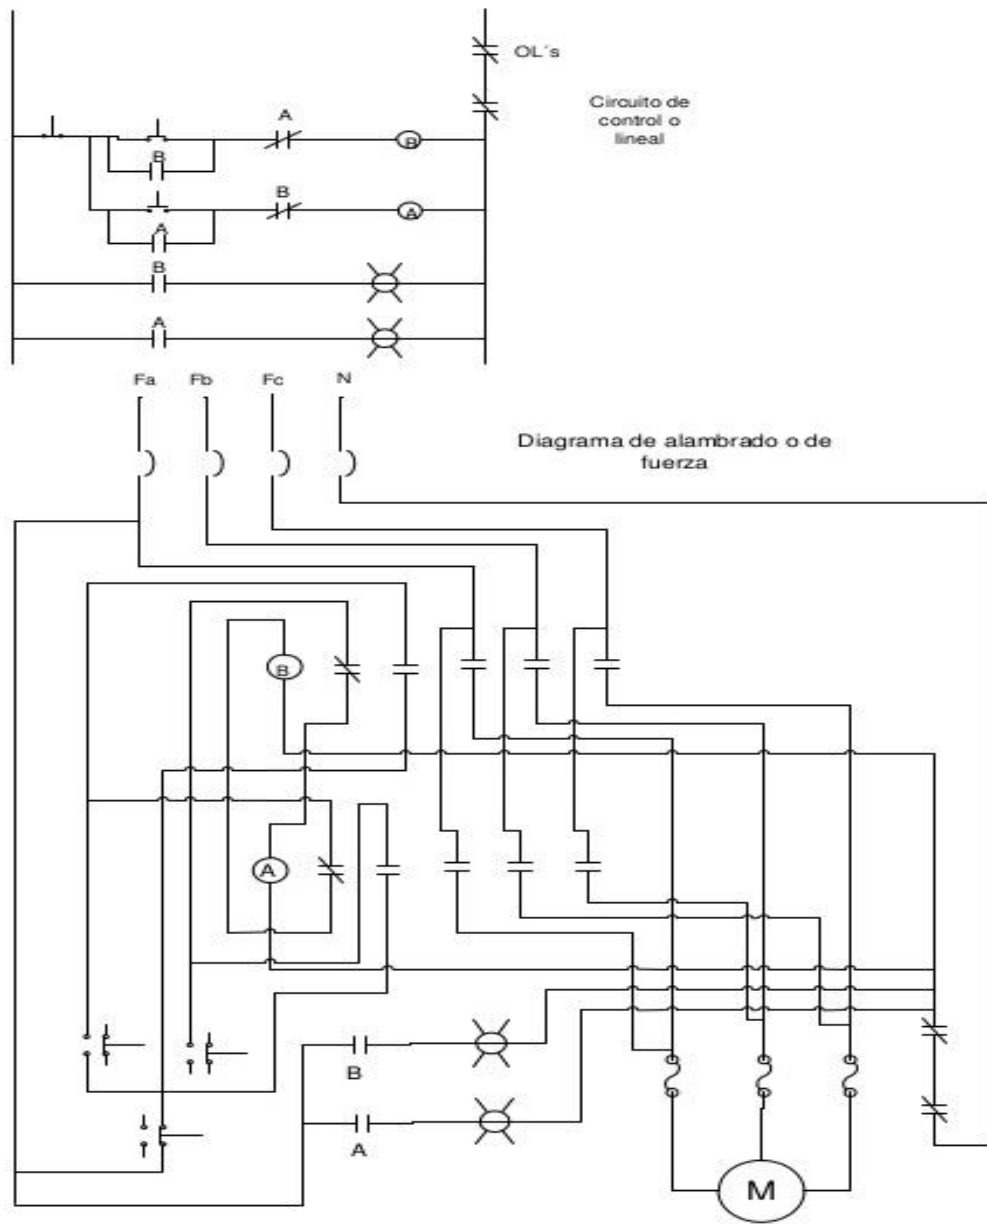 OL´s
Circuito de
control o
lineal
A
B
B
B
A
A
B
A
Fa Fb Fc N
Diagrama de alambrado o de
fuerza
B
A
B
A
M